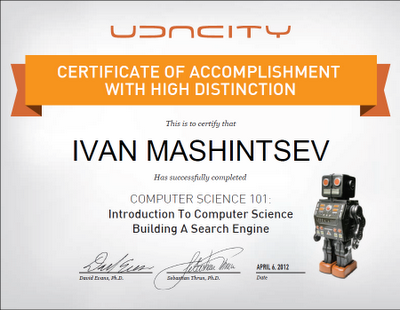 UDACITY
CERTIFICATE OF ACCOMPLISHMENT
WITH HIGH DISTINCTION
This is to certify that
IVAN MASHINTSEV
Has successfully completed
COMPUTER SCIENCE 101:
Introduction To Computer Science
Building A Search Engine
David Evans, Ph.D.
Sebastian Thrun, Ph.D.
APRIL 6, 2012
Date